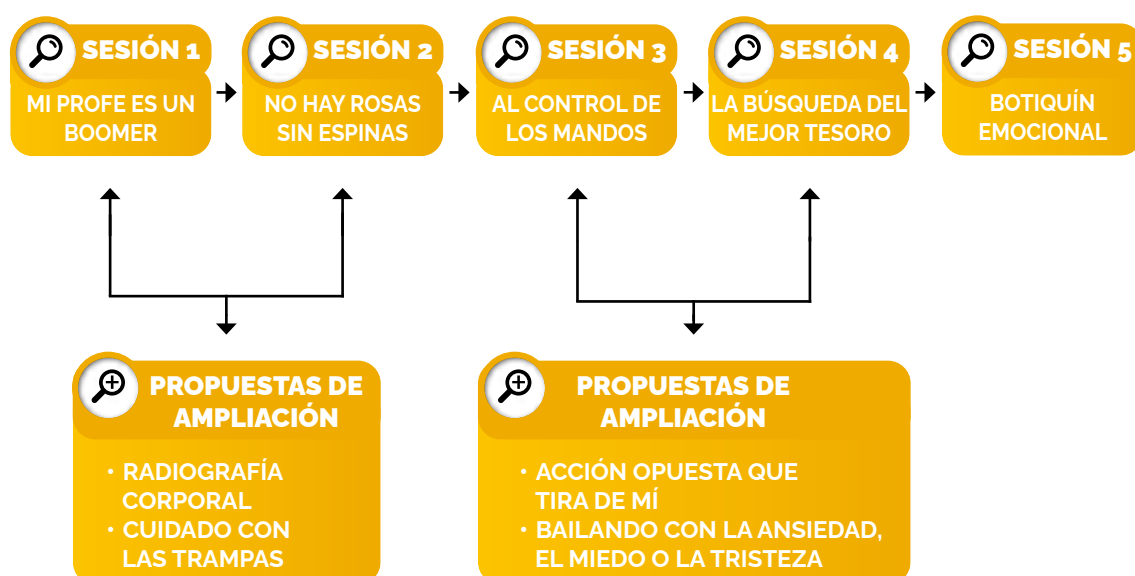 SESIÓN 1
MI PROFE ES UN
BOOMER
SESIÓN 2
NO HAY ROSAS
SIN ESPINAS
SESIÓN 3
AL CONTROL DE
LOS MANDOS
SESIÓN 4
LA BÚSQUEDA DEL
MEJOR TESORO
SESIÓN 5
BOTIQUÍN
EMOCIONAL
PROPUESTAS DE
AMPLIACIÓN
• RADIOGRAFÍA
CORPORAL
• CUIDADO CON
LAS TRAMPAS
PROPUESTAS DE
AMPLIACIÓN
• ACCIÓN OPUESTA QUE
TIRA DE MÍ
• BAILANDO CON LA ANSIEDAD,
EL MIEDO O LA TRISTEZA